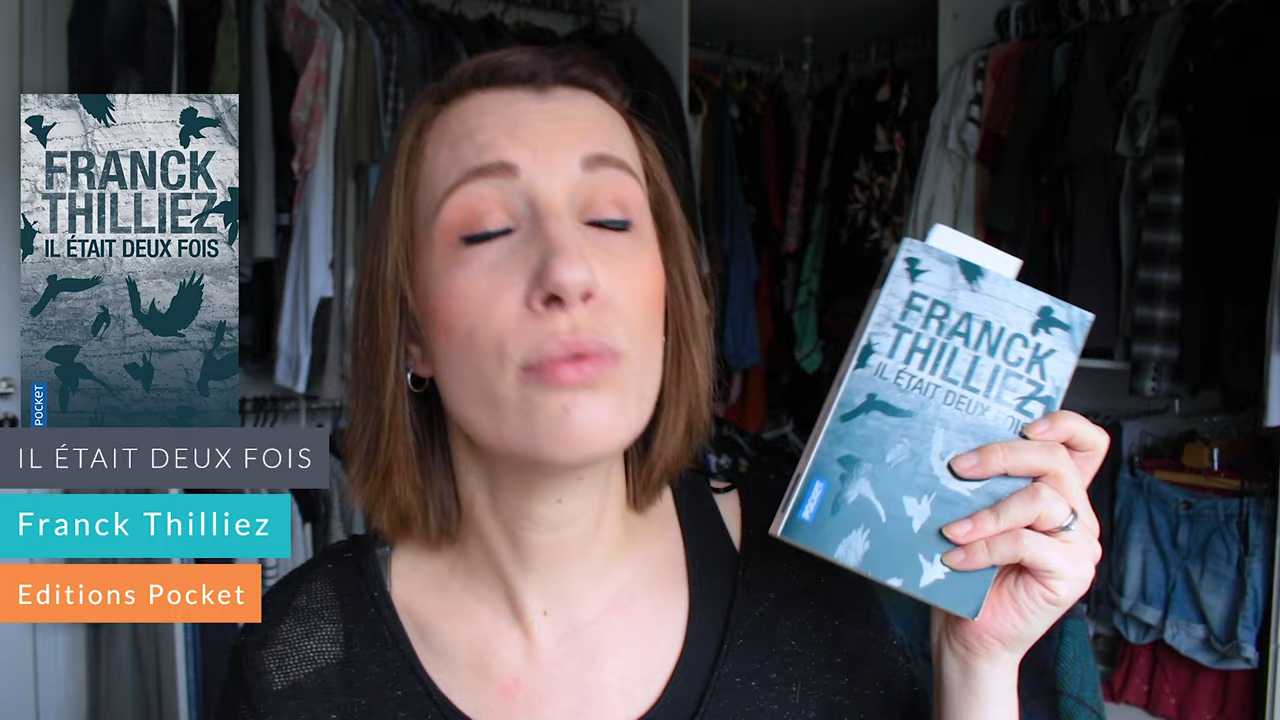 FRANCK
THILLIEZ
IL ÉTAIT DEUX FOIS
POCKET
IL ÉTAIT DEUX FOIS
Franck Thilliez
Editions Pocket
FRANCK
THILLIEZ
IL ÉTAIT DEUX FOIS
POCKET